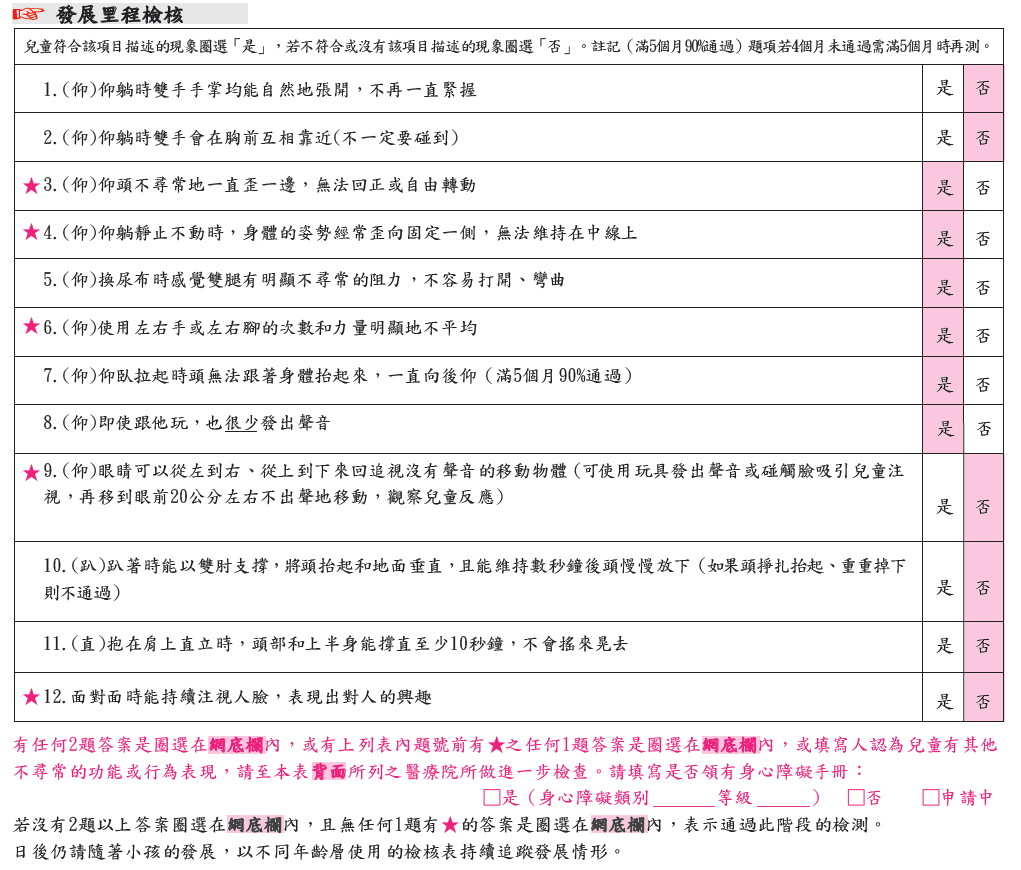 ☞ 發展里程檢核
兒童符合該項目描述的現象圈選「是」，若不符合或沒有該項目描述的現象圈選「否」。註記（滿5個月90%通過）題項若4個月未通過需滿5個月時再測。
1.(仰)仰躺時雙手手掌均能自然地張開，不再一直緊握 是 否
2.(仰)仰躺時雙手會在胸前互相靠近(不一定要碰到) 是 否
★3.(仰)仰頭不尋常地一直歪一邊，無法回正或自由轉動 是 否
★4.(仰)仰躺靜止不動時，身體的姿勢經常歪向固定一側，無法維持在中線上 是 否
5.(仰)換尿布時感覺雙腿有明顯不尋常的阻力，不容易打開、彎曲 是 否
★6.(仰)使用左右手或左右腳的次數和力量明顯地不平均 是 否
7.(仰)仰臥拉起時頭無法跟著身體抬起來，一直向後仰（滿5個月90%通過） 是 否
8.(仰)即使跟他玩，也很少發出聲音 是 否
★9.(仰)眼睛可以從左到右、從上到下來回追視沒有聲音的移動物體（可使用玩具發出聲音或碰觸臉吸引兒童注
視，再移到眼前20公分左右不出聲地移動，觀察兒童反應） 是 否
10.(趴)趴著時能以雙肘支撐，將頭抬起和地面垂直，且能維持數秒鐘後頭慢慢放下（如果頭掙扎抬起、重重掉下
則不通過） 是 否
11.(直)抱在肩上直立時，頭部和上半身能撐直至少10秒鐘，不會搖來晃去 是 否
★12.面對面時能持續注視人臉，表現出對人的興趣 是 否
有任何2題答案是圈選在網底欄內，或有上列表內題號前有★之任何1題答案是圈選在網底欄內，或填寫人認為兒童有其他
不尋常的功能或行為表現，請至本表背面所列之醫療院所做進一步檢查。請填寫是否領有身心障礙手冊：
□是（身心障礙類別______等級______） □否 □申請中
若沒有2題以上答案圈選在網底欄內，且無任何1題有★的答案是圈選在網底欄內，表示通過此階段的檢測。
日後仍請隨著小孩的發展，以不同年齡層使用的檢核表持續追蹤發展情形。